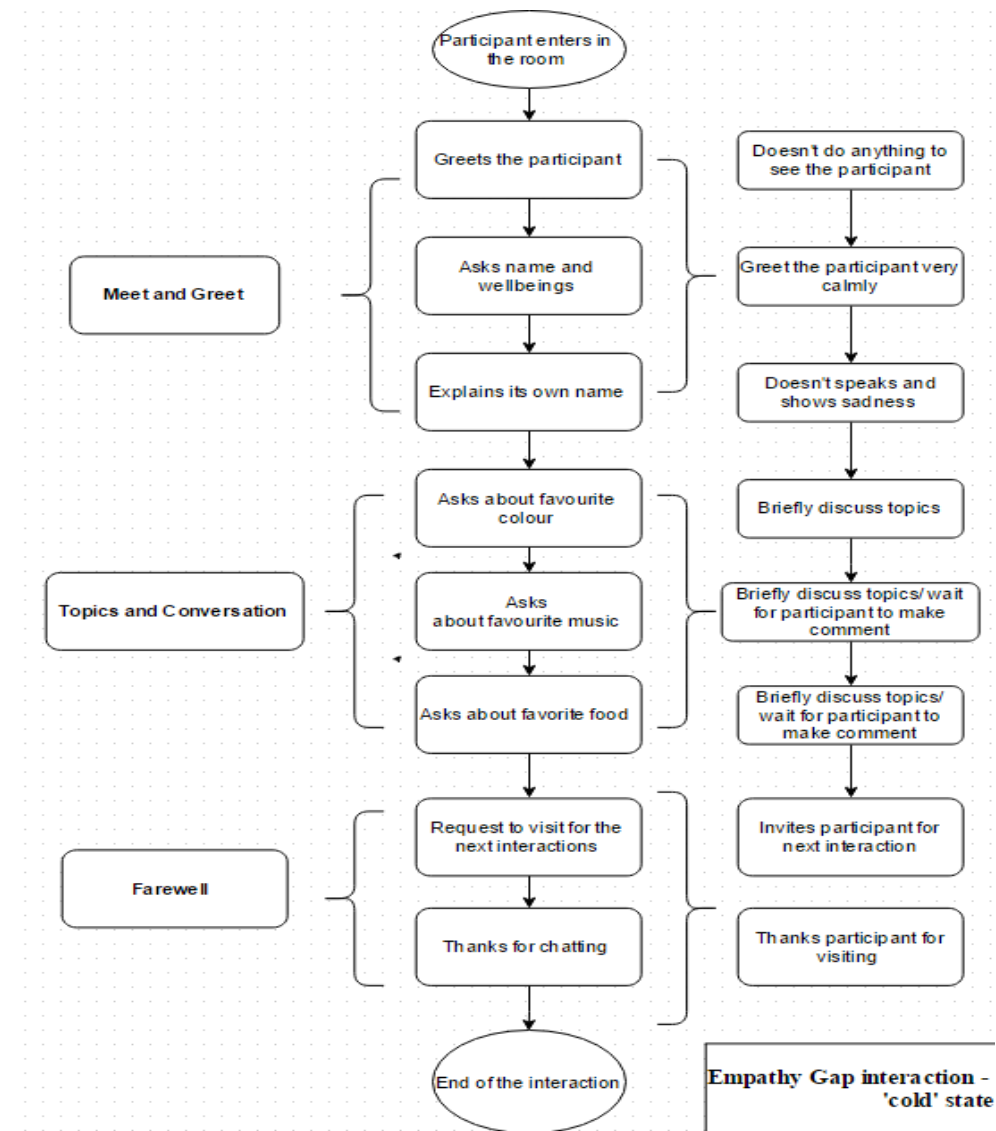 Participant enters in
the room
Greets the participant
Doesn't do anything to
see the participant
Meet and Greet
Asks name and
wellbeings
Greet the participant very
calmly
Explains its own name
Doesn't speaks and
shows sadness
Asks about favourite
colour
Briefly discuss topics
Topics and Conversation
Asks
about favourite music
Briefly discuss topics/ wait
for participant to make
comment
Asks about favorite food
Briefly discuss topics/
wait for participant to
make comment
Request to visit for the
next interactions
Invites participant for
next interaction
Farewell
Thanks for chatting
Thanks participant for
visiting
End of the interaction
Empathy Gap interaction -
'cold' state